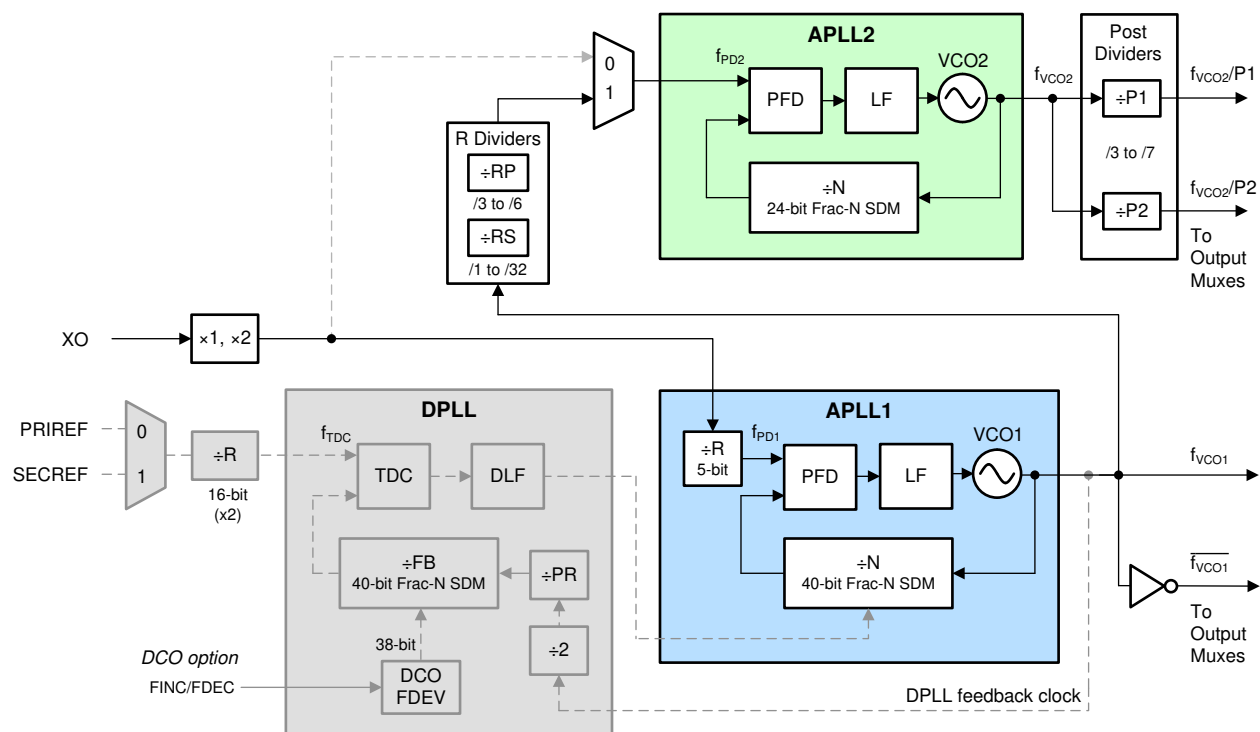 APLL2
Post
Dividers
0
1
f_PD2
VCO2
f_VCO2
PFD
LF
÷P1
f_VCO2/P1
R Dividers
÷RP
/3 to /6
÷RS
/1 to /32
÷N
24-bit Frac-N SDM
/3 to /7
÷P2
f_VCO2/P2
To
Output
Muxes
XO
×1, ×2
DPLL
APLL1
PRIREF
SECREF
0
1
÷R
16-bit
(x2)
f_TDC
TDC
DLF
÷R
5-bit
f_PD1
PFD
LF
VCO1
f_VCO1
÷FB
40-bit Frac-N SDM
÷PR
÷2
÷N
40-bit Frac-N SDM
f_VCO1
To
Output
Muxes
38-bit
DCO option
FINC/FDEC
DCO
FDEV
DPLL feedback clock